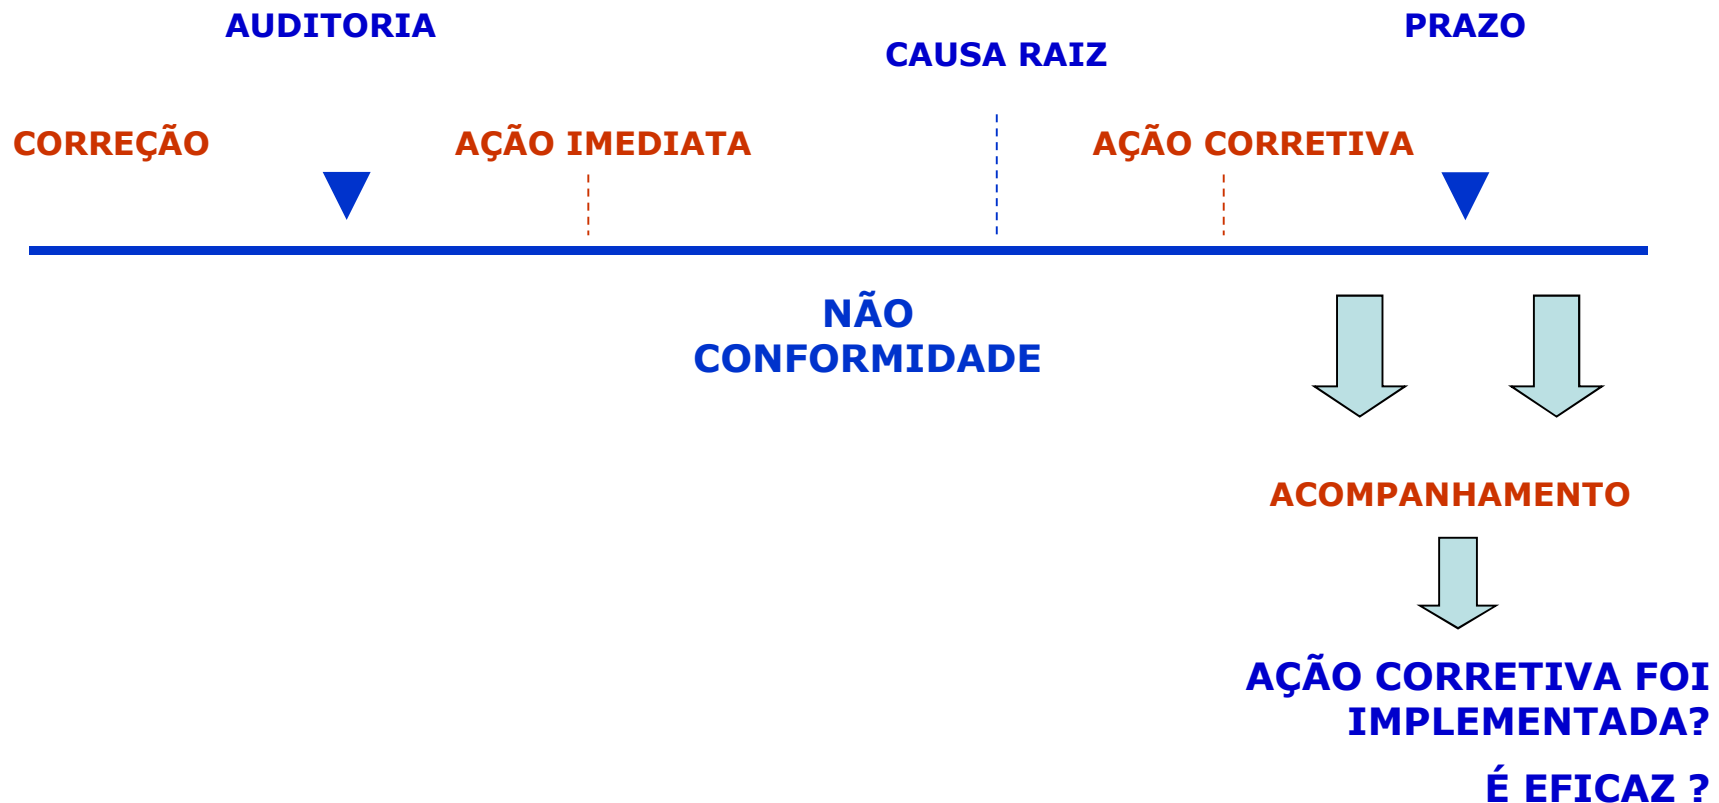 AUDITORIA
PRAZO
CAUSA RAIZ
CORREÇÃO
AÇÃO IMEDIATA
AÇÃO CORRETIVA
NÃO
CONFORMIDADE
ACOMPANHAMENTO
AÇÃO CORRETIVA FOI
IMPLEMENTADA?
É EFICAZ ?